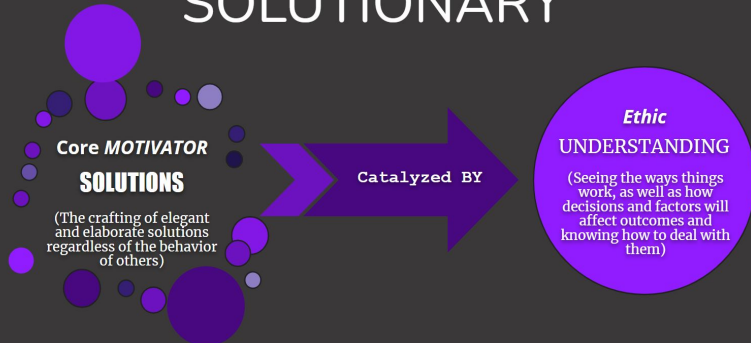 SOLUTIONARY
Core MOTIVATOR
SOLUTIONS
(The crafting of elegant
and elaborate solutions
regardless of the behavior
of others)
Catalyzed BY
Ethic
UNDERSTANDING
(Seeing the ways things
work, as well as how
decisions and factors will
affect outcomes and
knowing how to deal with
them)